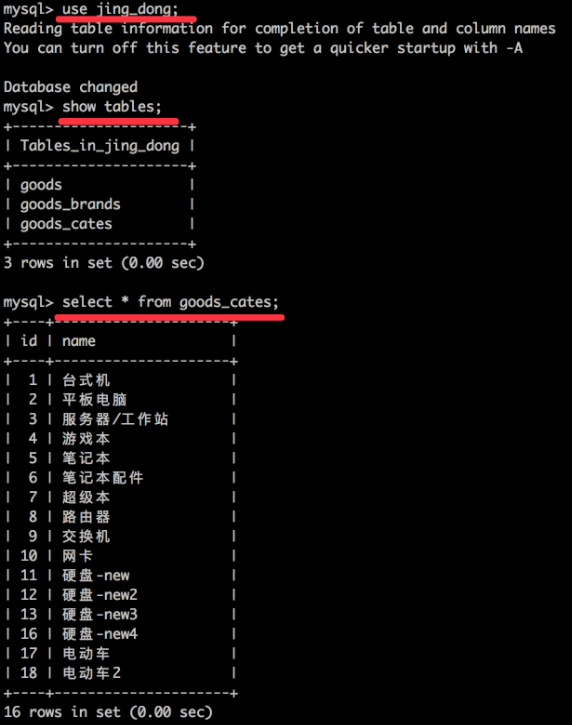 mysql> use jing_dong;
Reading table information for completion of table and column names
You can turn off this feature to get a quicker startup with -A

Database changed
mysql> show tables;
+---------------------+
| Tables_in_jing_dong |
+---------------------+
| goods               |
| goods_brands        |
| goods_cates         |
+---------------------+
3 rows in set (0.00 sec)

mysql> select * from goods_cates;
+----+---------------------+
| id | name                |
+----+---------------------+
|  1 | 台式机              |
|  2 | 平板电脑            |
|  3 | 服务器/工作站       |
|  4 | 游戏本              |
|  5 | 笔记本              |
|  6 | 笔记本配件          |
|  7 | 超级本              |
|  8 | 路由器              |
|  9 | 交换机              |
| 10 | 网卡                |
| 11 | 硬盘-new            |
| 12 | 硬盘-new2           |
| 13 | 硬盘-new3           |
| 16 | 硬盘-new4           |
| 17 | 电动车              |
| 18 | 电动车2             |
+----+---------------------+
16 rows in set (0.00 sec)